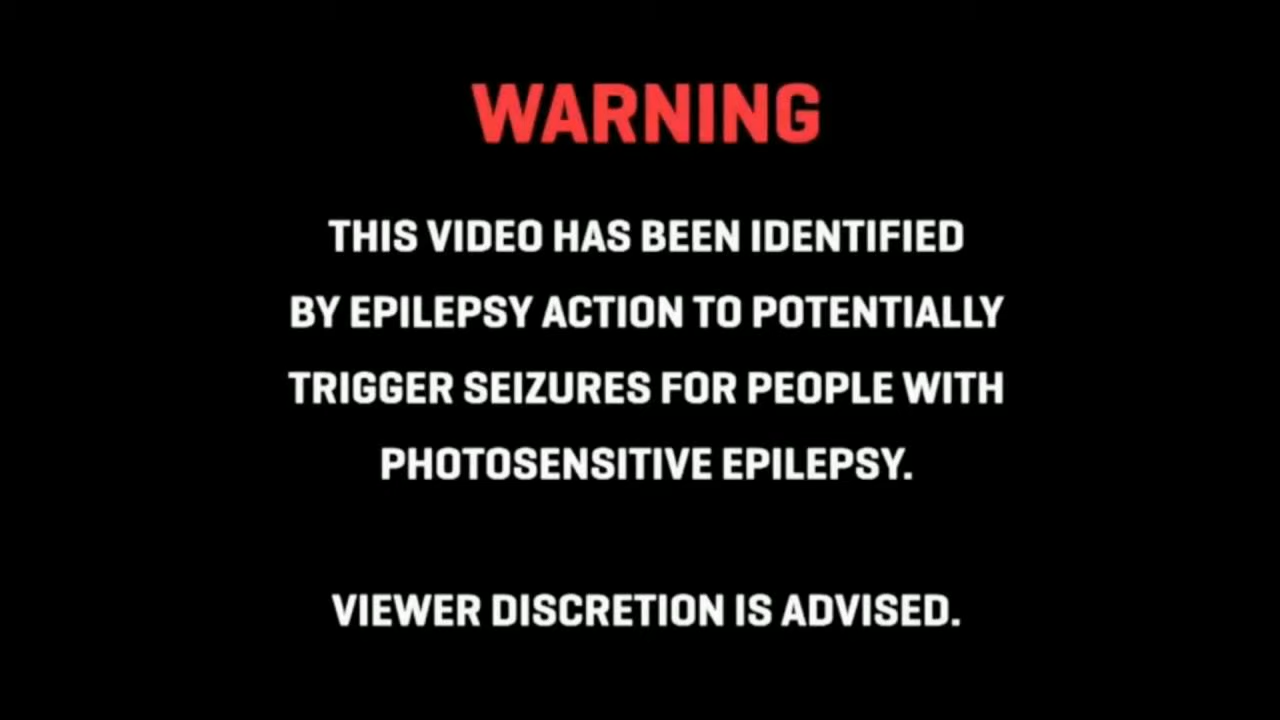 WARNING
THIS VIDEO HAS BEEN IDENTIFIED
BY EPILEPSY ACTION TO POTENTIALLY
TRIGGER SEIZURES FOR PEOPLE WITH
PHOTOSENSITIVE EPILEPSY.
VIEWER DISCRETION IS ADVISED.